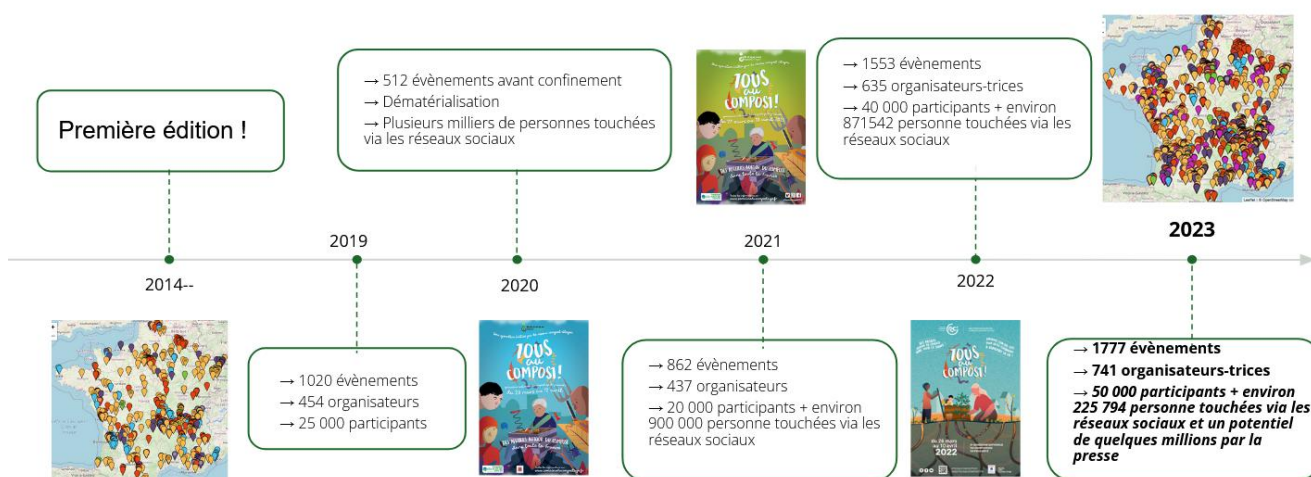 Première édition !
2014--
2019
→ 1020 évènements
→ 454 organisateurs
→ 25 000 participants
→ 512 évènements avant confinement
→ Dématérialisation
→ Plusieurs milliers de personnes touchées
via les réseaux sociaux
2020
TOUS
au
COMPOST !
TOUS
au
COMPOST !
2021
→ 862 évènements
→ 437 organisateurs
→ 20 000 participants + environ
900 000 personne touchées via les
réseaux sociaux
→ 1553 évènements
→ 635 organisateurs-trices
→ 40 000 participants + environ
871542 personne touchées via les
réseaux sociaux
2022
TOUS
au
COMPOST !
2022
2023
→ 1777 évènements
→ 741 organisateurs-trices
→ 50 000 participants + environ
225 794 personne touchées via les
réseaux sociaux et un potentiel
de quelques millions par la
presse